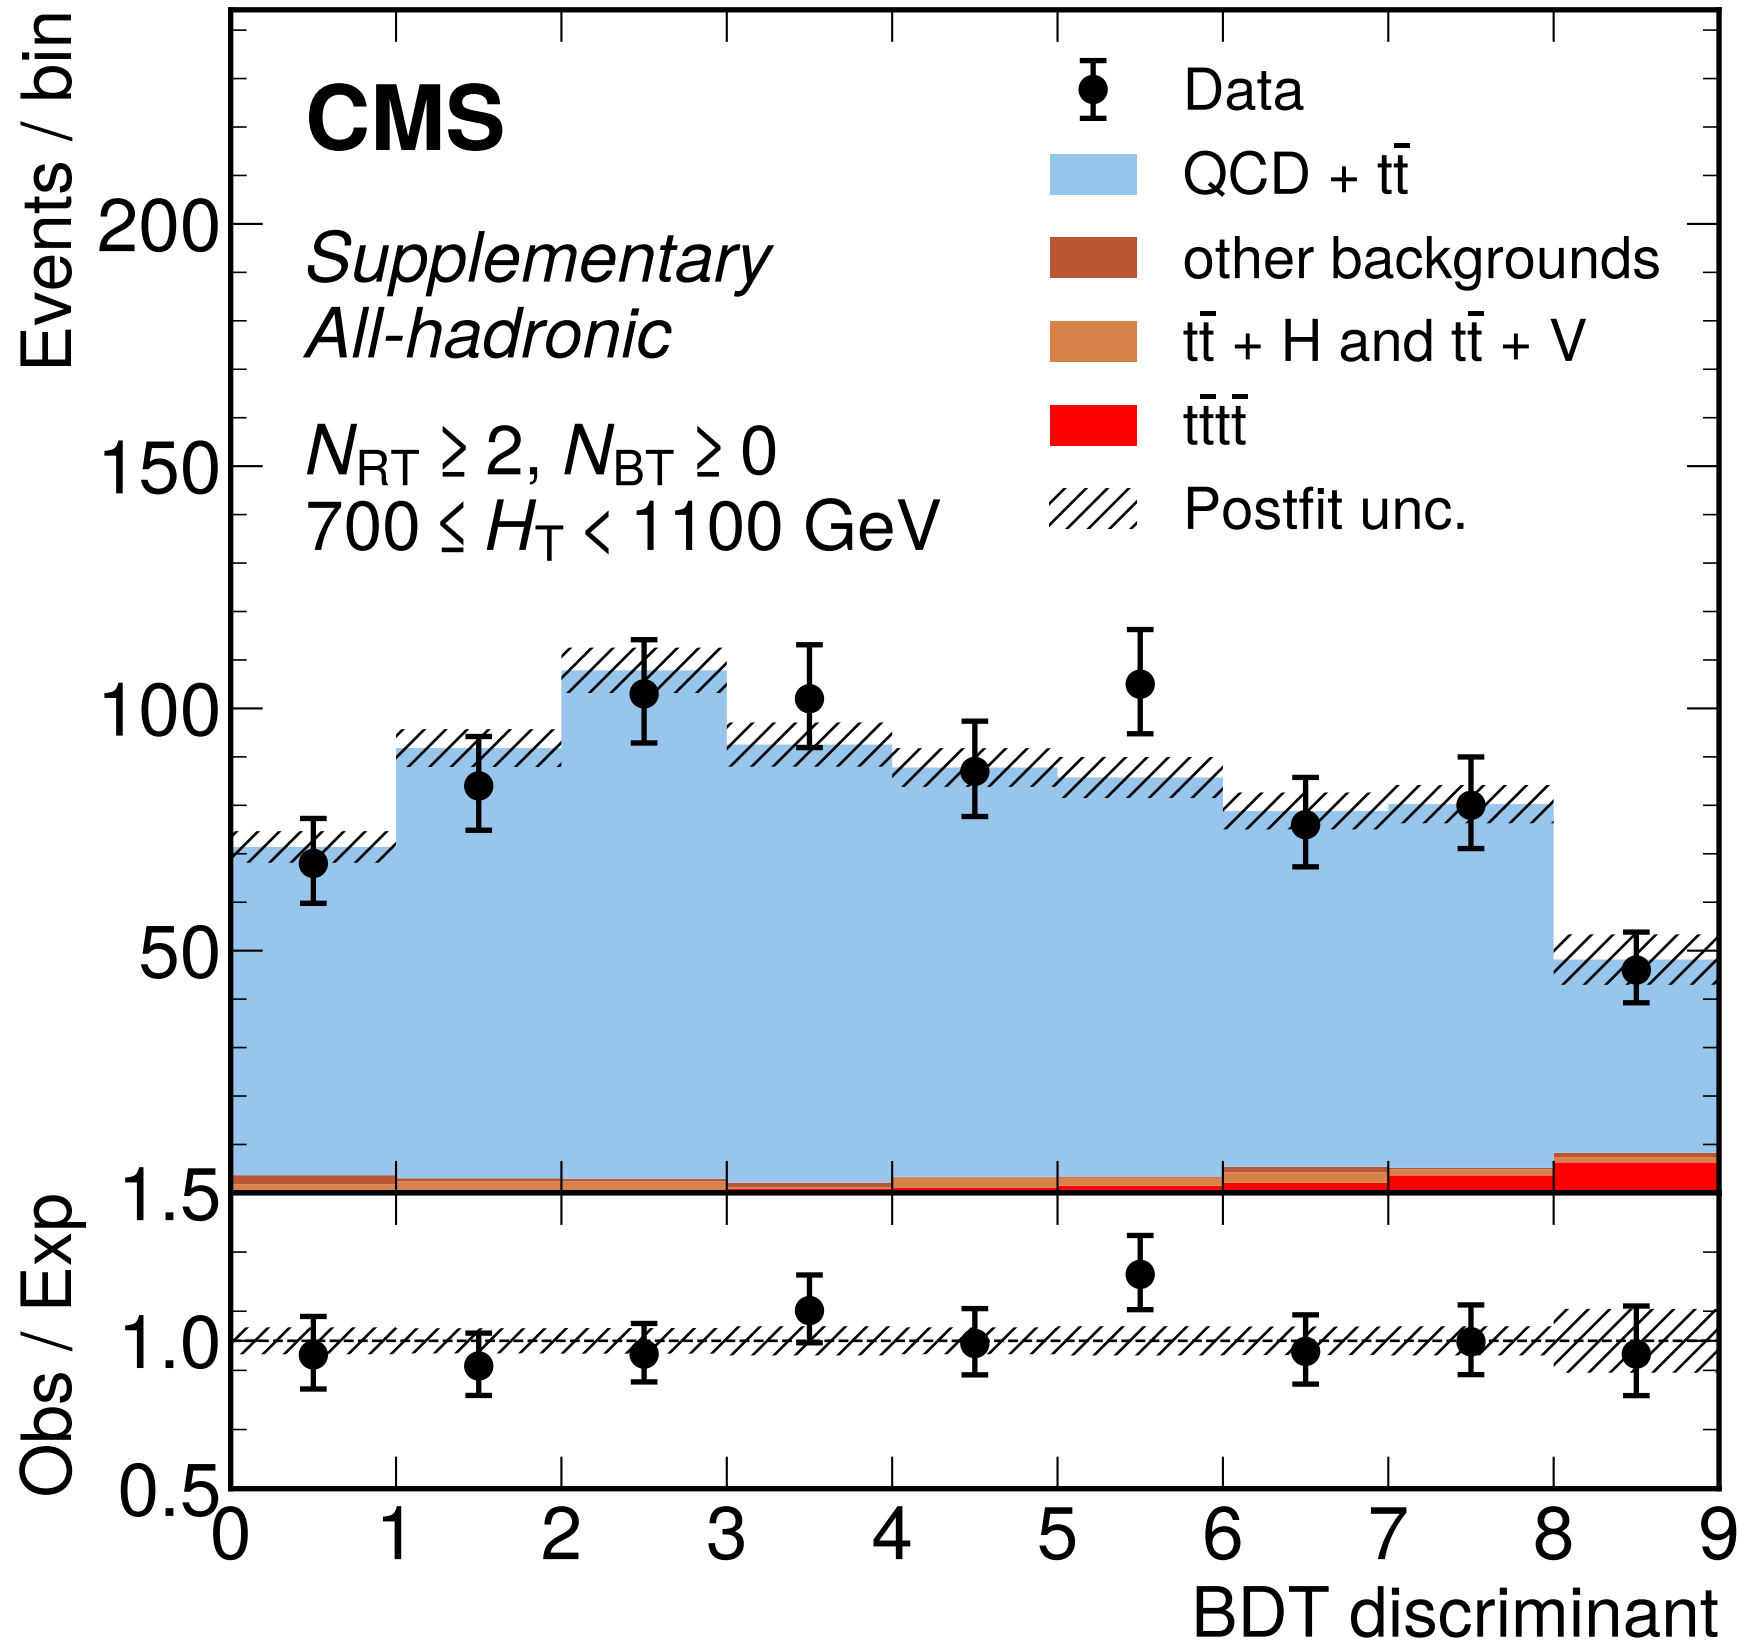 Events / bin
200
150
100
50
CMS
Supplementary
All-hadronic
N_RT ≥ 2, N_BT ≥ 0
700 ≤ H_T < 1100 GeV
Data
QCD + tt̄
other backgrounds
tt̄ + H and tt̄ + V
tt̄tt̄
Postfit unc.
Obs / Exp
1.5
1.0
0.5
0 1 2 3 4 5 6 7 8 9
BDT discriminant